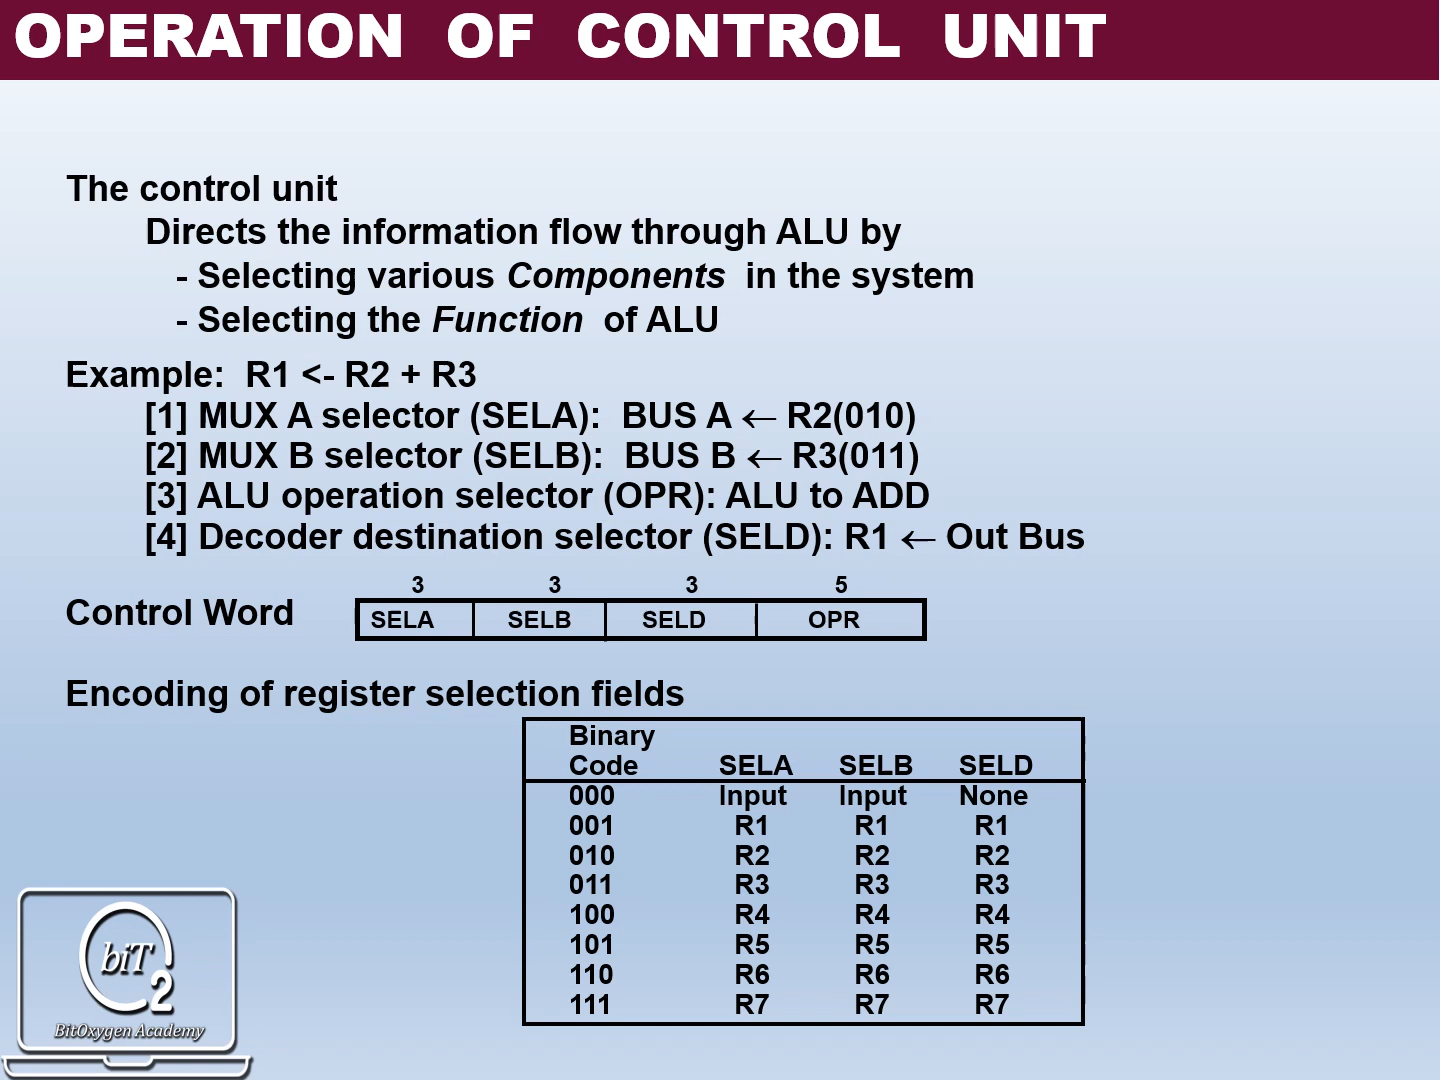 OPERATION OF CONTROL UNIT
The control unit
Directs the information flow through ALU by
- Selecting various Components in the system
- Selecting the Function of ALU
Example: R1 <- R2 + R3
[1] MUX A selector (SELA): BUS A ← R2(010)
[2] MUX B selector (SELB): BUS B ← R3(011)
[3] ALU operation selector (OPR): ALU to ADD
[4] Decoder destination selector (SELD): R1 ← Out Bus
3 3 3 5
Control Word SELA SELB SELD OPR
Encoding of register selection fields
Binary
Code SELA SELB SELD
000 Input Input None
001 R1 R1 R1
010 R2 R2 R2
011 R3 R3 R3
100 R4 R4 R4
101 R5 R5 R5
110 R6 R6 R6
111 R7 R7 R7
biT
2
BitOxygen Academy